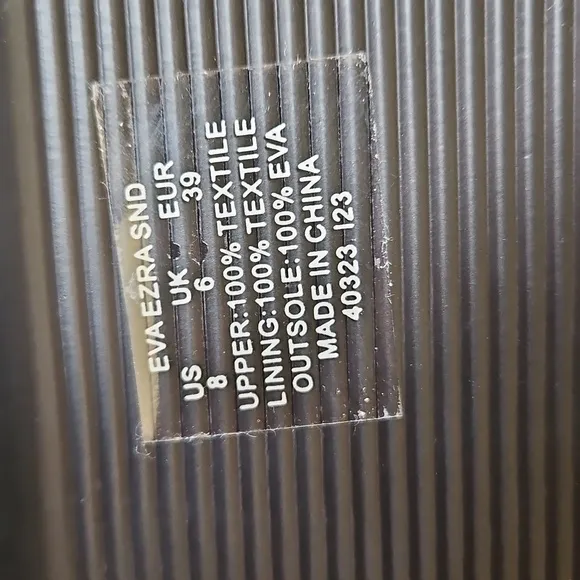 EVA EZRA SND
US UK EUR
8 6 39
UPPER:100% TEXTILE
LINING:100% TEXTILE
OUTSOLE:100% EVA
MADE IN CHINA
40323 I23